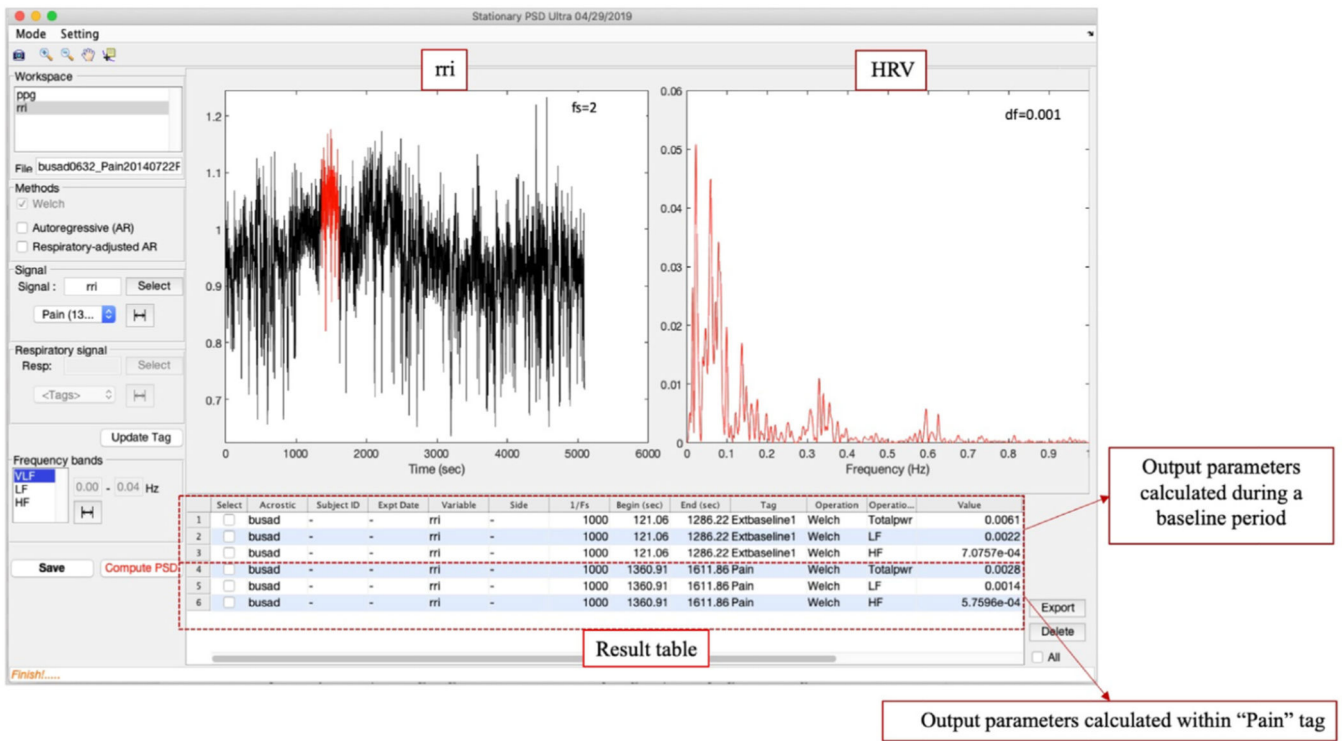 Stationary PSD Ultra 04/29/2019
Mode Setting
Workspace
ppg
rri
File busad0632_Pain20140722F
Methods
Welch
Autoregressive (AR)
Respiratory-adjusted AR
Signal
Signal : rri Select
Pain (13...
Respiratory signal
Resp: Select
<Tags>
Update Tag
Frequency bands
VLF
LF
HF
0.00 - 0.04 Hz
Save Compute PSD
Finish!.....
rri
fs=2
1.2
1.1
1
0.9
0.8
0.7
0 1000 2000 3000 4000 5000 6000
Time (sec)
HRV
df=0.001
0.06
0.05
0.04
0.03
0.02
0.01
0
0 0.1 0.2 0.3 0.4 0.5 0.6 0.7 0.8 0.9 1
Frequency (Hz)
Select Acrostic Subject ID Expt Date Variable Side 1/Fs Begin (sec) End (sec) Tag Operation Operatio... Value
1 busad - - rri - 1000 121.06 1286.22 Extbaseline1 Welch Totalpwr 0.0061
2 busad - - rri - 1000 121.06 1286.22 Extbaseline1 Welch LF 0.0022
3 busad - - rri - 1000 121.06 1286.22 Extbaseline1 Welch HF 7.0757e-04
4 busad - - rri - 1000 1360.91 1611.86 Pain Welch Totalpwr 0.0028
5 busad - - rri - 1000 1360.91 1611.86 Pain Welch LF 0.0014
6 busad - - rri - 1000 1360.91 1611.86 Pain Welch HF 5.7596e-04
Result table
Export
Delete
All
Output parameters
calculated during a
baseline period
Output parameters calculated within “Pain” tag